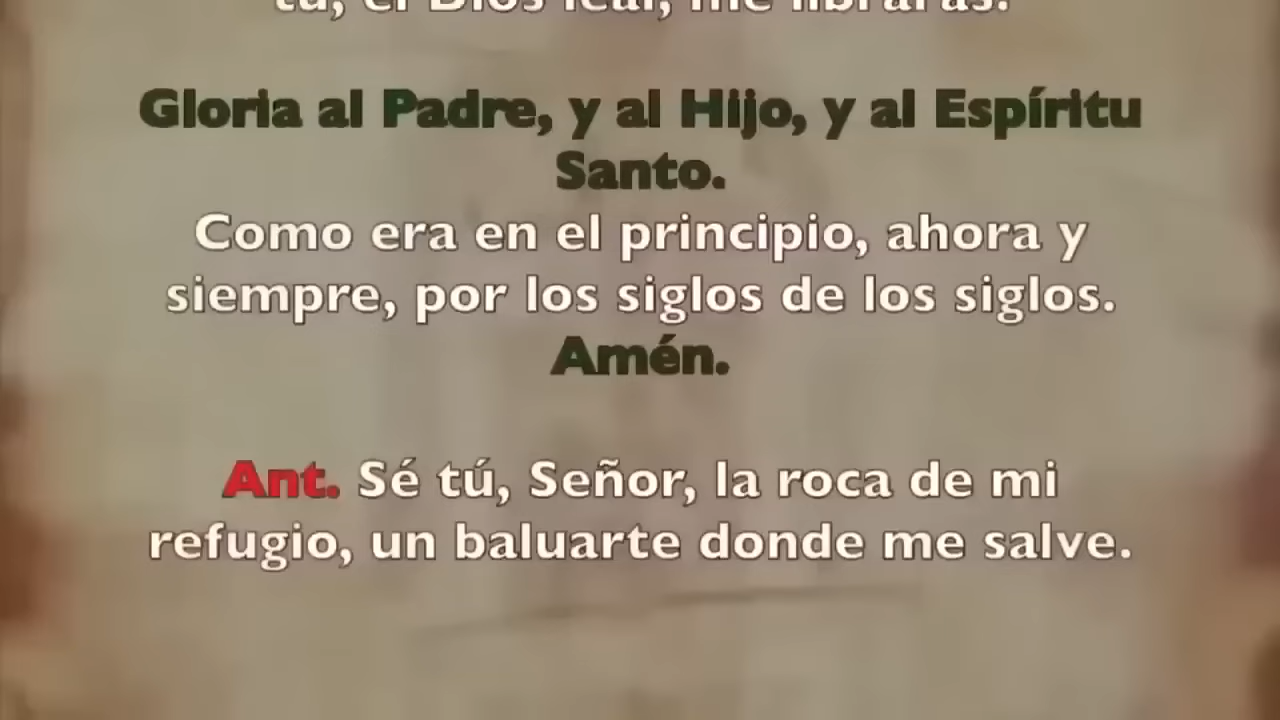 tú, el Dios leal, me librarás.
Gloria al Padre, y al Hijo, y al Espíritu
Santo.
Como era en el principio, ahora y
siempre, por los siglos de los siglos.
Amén.
Ant. Sé tú, Señor, la roca de mi
refugio, un baluarte donde me salve.